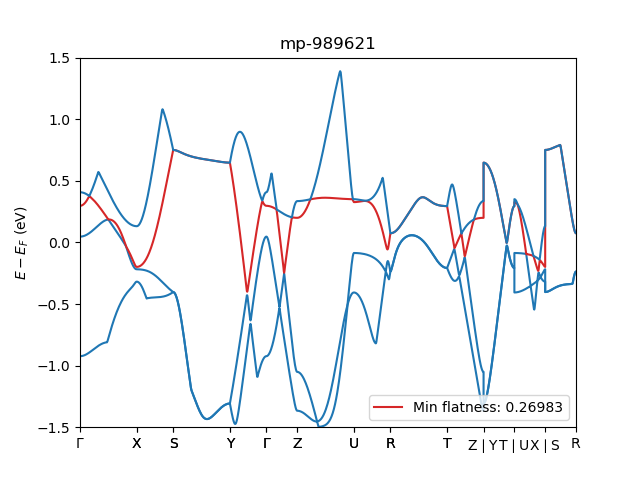 mp-989621
E − E_F (eV)
1.5
1.0
0.5
0.0
−0.5
−1.0
−1.5
Min flatness: 0.26983
Γ X S Y Γ Z U R T Z|Y T|U X|S R